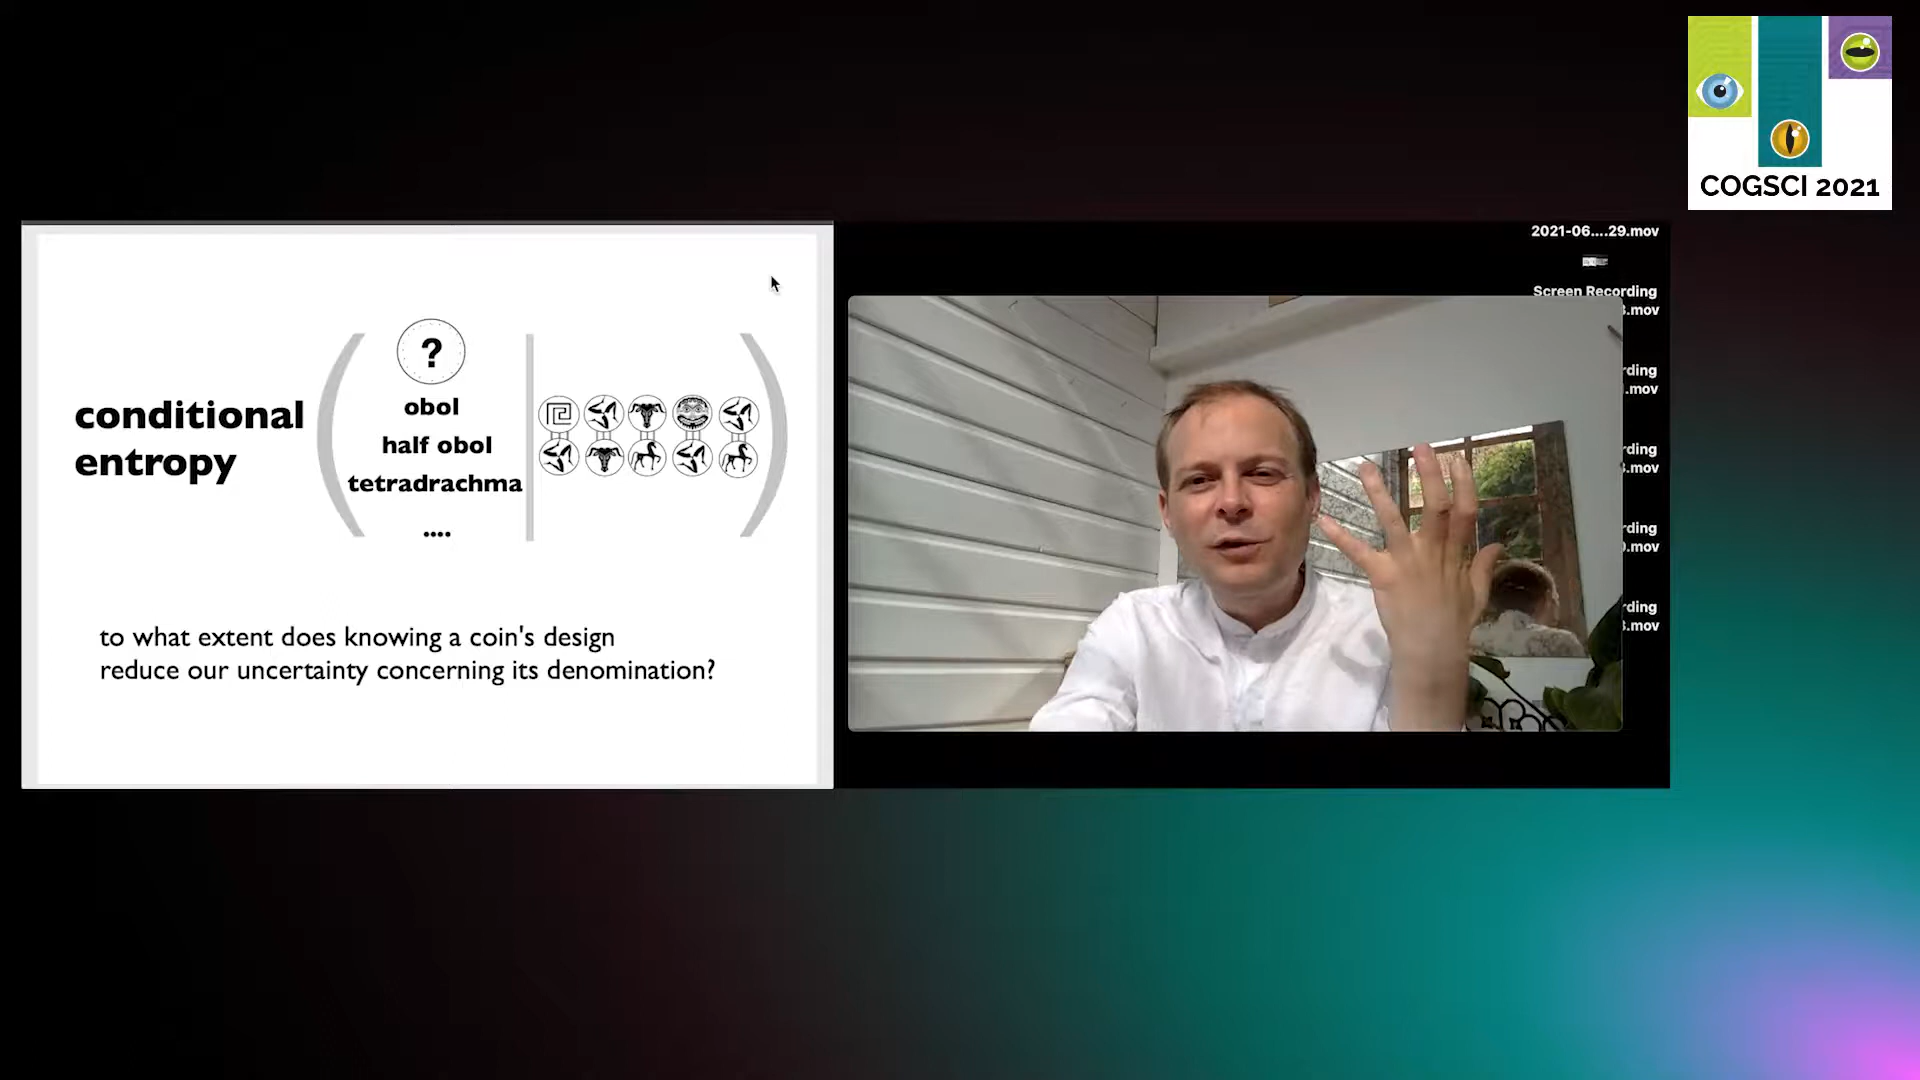 COGSCI 2021
conditional
entropy
?
obol
half obol
tetradrachma
....
to what extent does knowing a coin's design
reduce our uncertainty concerning its denomination?
2021-06....29.mov
Screen Recording
.mov
rding
.mov
rding
.mov
rding
.mov
rding
.mov